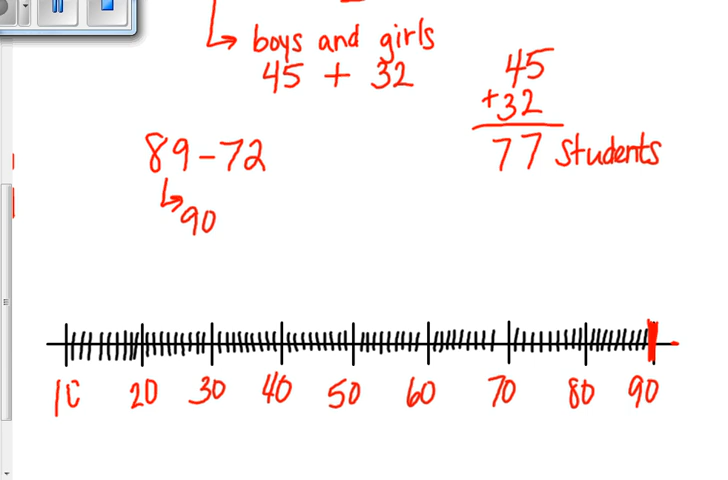 ↳ boys and girls
45 + 32
45
+32
77 students
89 - 72
↳ 90
10 20 30 40 50 60 70 80 90